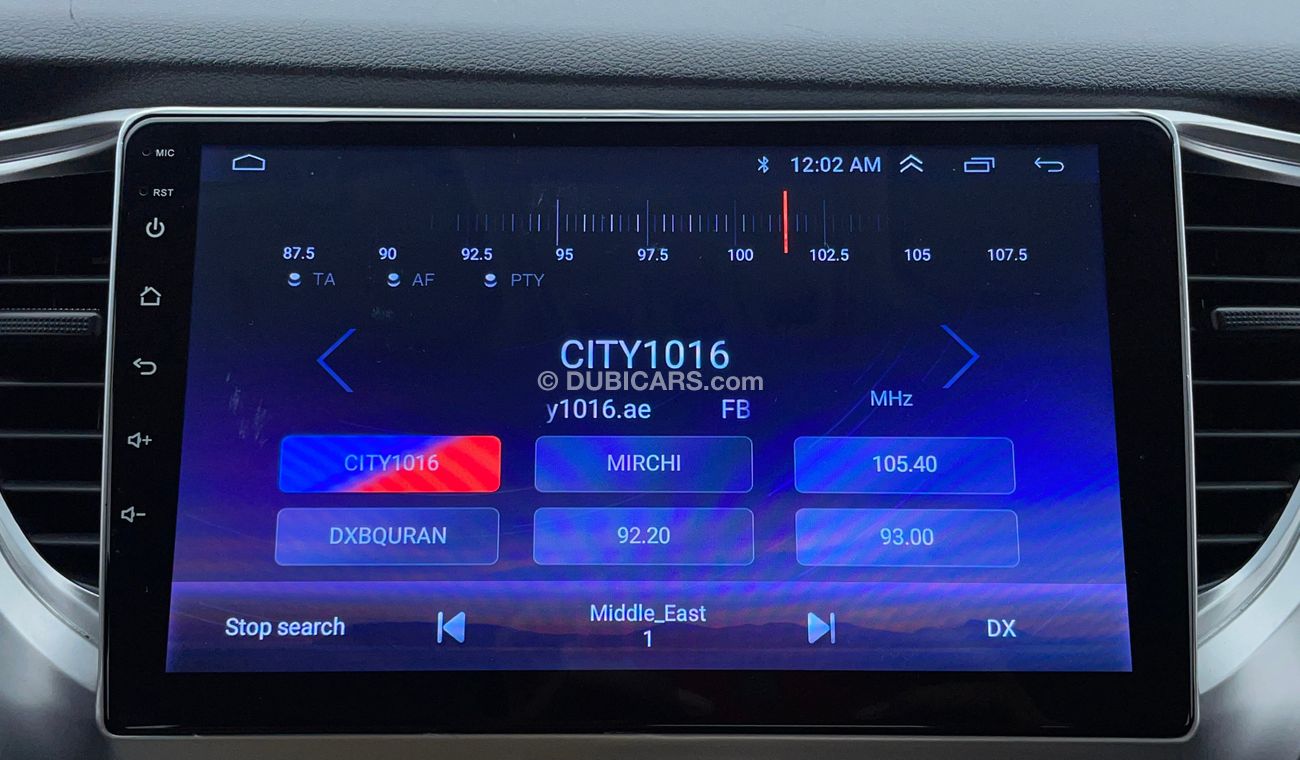 MIC
RST
12:02 AM
87.5 90 92.5 95 97.5 100 102.5 105 107.5
TA AF PTY
CITY1016
© DUBICARS.com
y1016.ae FB
MHz
CITY1016 MIRCHI 105.40
DXBQURAN 92.20 93.00
Stop search Middle_East DX
1